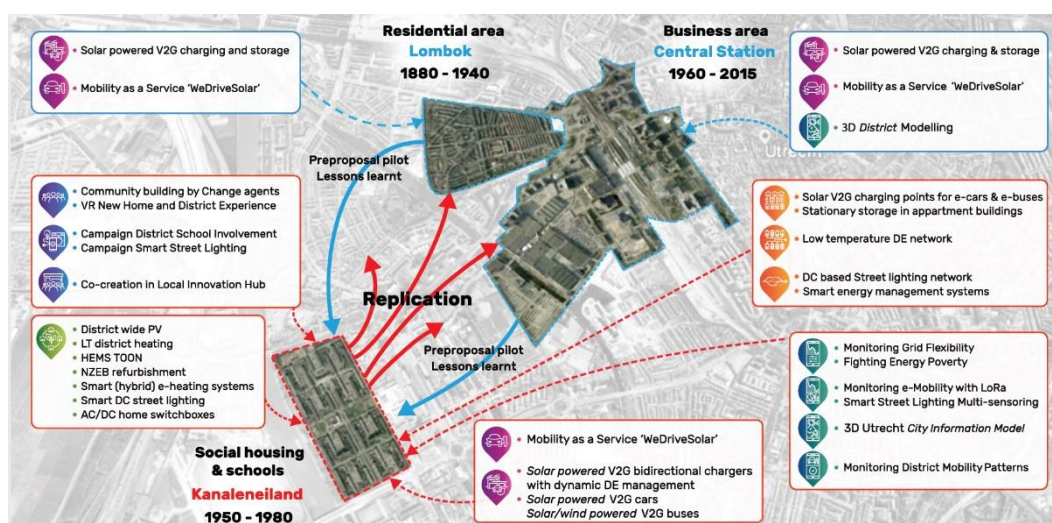 Solar powered V2G charging and storage
Mobility as a Service ‘WeDriveSolar’
Residential area
Lombok
1880 - 1940
Business area
Central Station
1960 - 2015
Solar powered V2G charging & storage
Mobility as a Service ‘WeDriveSolar’
3D District Modelling
Utrecht
Preproposal pilot
Lessons learnt
Community building by Change agents
VR New Home and District Experience
Campaign District School Involvement
Campaign Smart Street Lighting
Co-creation in Local Innovation Hub
Solar V2G charging points for e-cars & e-buses
Stationary storage in appartment buildings
Low temperature DE network
DC based Street lighting network
Smart energy management systems
Replication
District wide PV
LT district heating
HEMS TOON
NZEB refurbishment
Smart (hybrid) e-heating systems
Smart DC street lighting
AC/DC home switchboxes
Preproposal pilot
Lessons learnt
Monitoring Grid Flexibility
Fighting Energy Poverty
Monitoring e-Mobility with LoRa
Smart Street Lighting Multi-sensoring
3D Utrecht City Information Model
Monitoring District Mobility Patterns
Social housing
& schools
Kanaleneiland
1950 - 1980
Mobility as a Service ‘WeDriveSolar’
Solar powered V2G bidirectional chargers
with dynamic DE management
Solar powered V2G cars
Solar/wind powered V2G buses